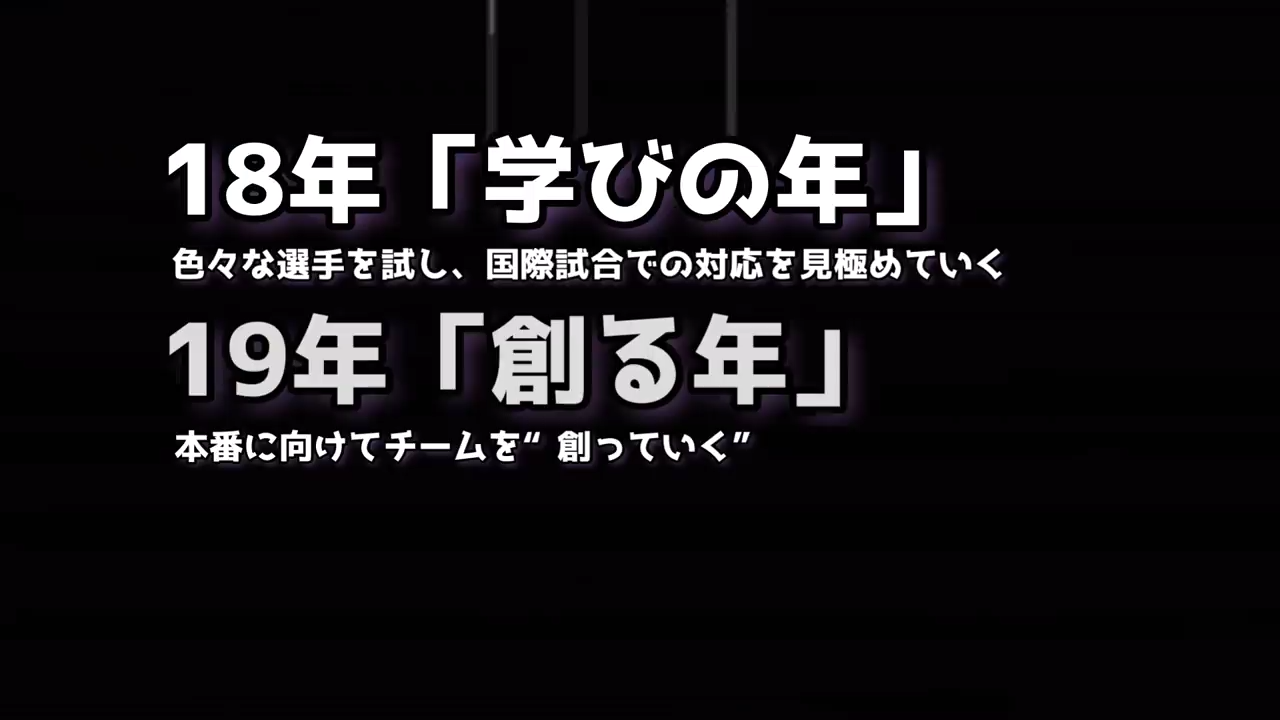 18年「学びの年」
色々な選手を試し、国際試合での対応を見極めていく
19年「創る年」
本番に向けてチームを“ 創っていく”